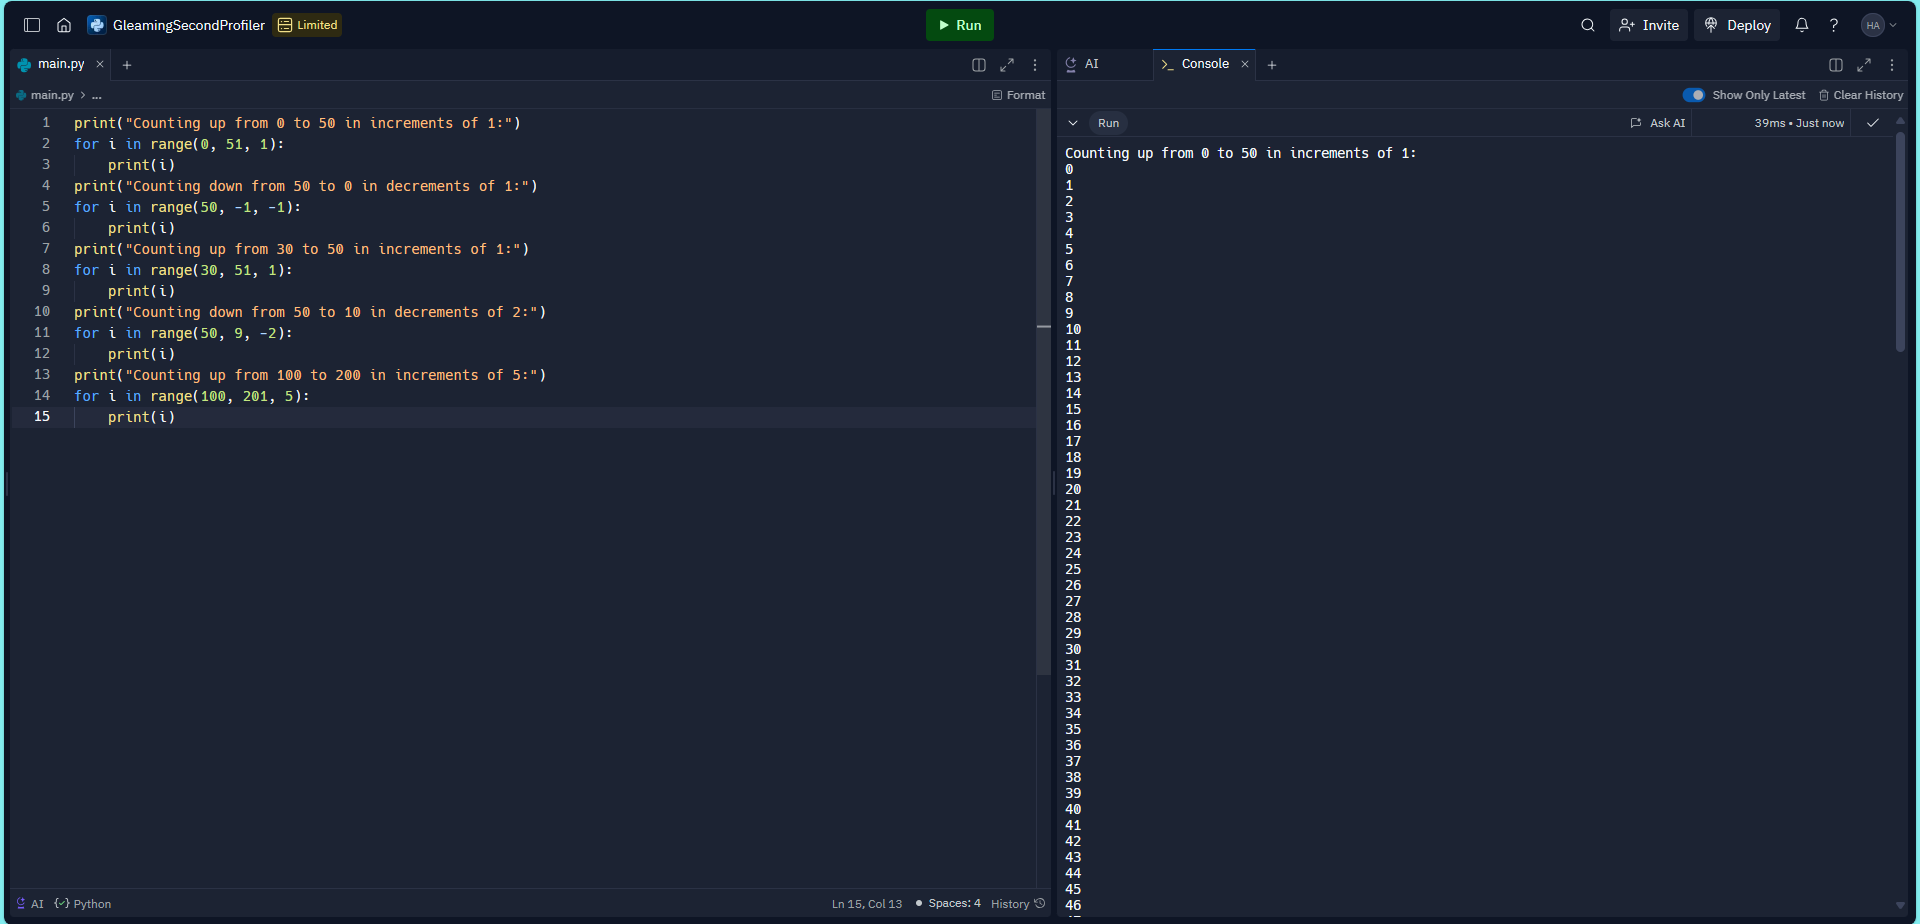 GleamingSecondProfiler Limited Run Invite Deploy ? HA
main.py × + AI Console × +
main.py > ... Format Show Only Latest Clear History
Run Ask AI 39ms • Just now
1 print("Counting up from 0 to 50 in increments of 1:")
2 for i in range(0, 51, 1):
3     print(i)
4 print("Counting down from 50 to 0 in decrements of 1:")
5 for i in range(50, -1, -1):
6     print(i)
7 print("Counting up from 30 to 50 in increments of 1:")
8 for i in range(30, 51, 1):
9     print(i)
10 print("Counting down from 50 to 10 in decrements of 2:")
11 for i in range(50, 9, -2):
12     print(i)
13 print("Counting up from 100 to 200 in increments of 5:")
14 for i in range(100, 201, 5):
15     print(i)
Counting up from 0 to 50 in increments of 1:
0
1
2
3
4
5
6
7
8
9
10
11
12
13
14
15
16
17
18
19
20
21
22
23
24
25
26
27
28
29
30
31
32
33
34
35
36
37
38
39
40
41
42
43
44
45
46
AI Python Ln 15, Col 13 • Spaces: 4 History